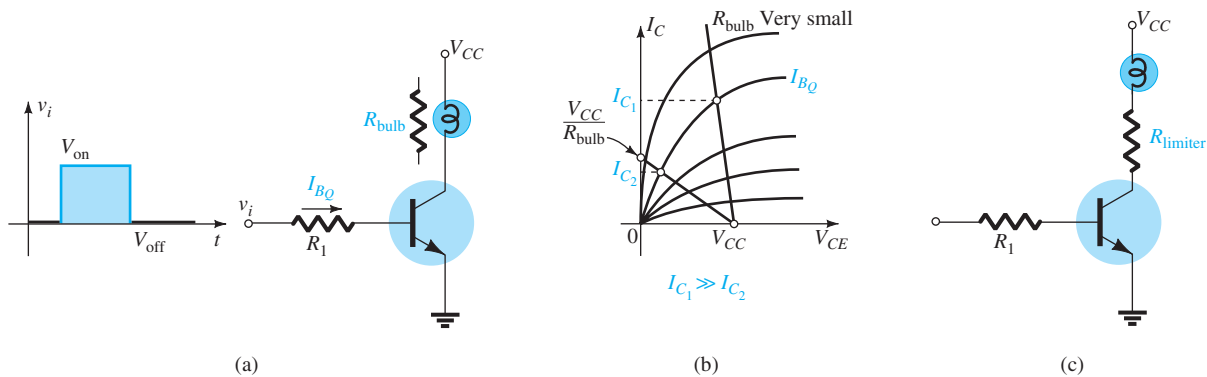 v_i
V_on
V_off
t
V_CC
R_bulb
I_BQ
v_i
R_1
(a)
I_C
R_bulb Very small
I_BQ
I_C1
V_CC
R_bulb
I_C2
0
V_CC
V_CE
I_C1 ≫ I_C2
(b)
V_CC
R_limiter
R_1
(c)